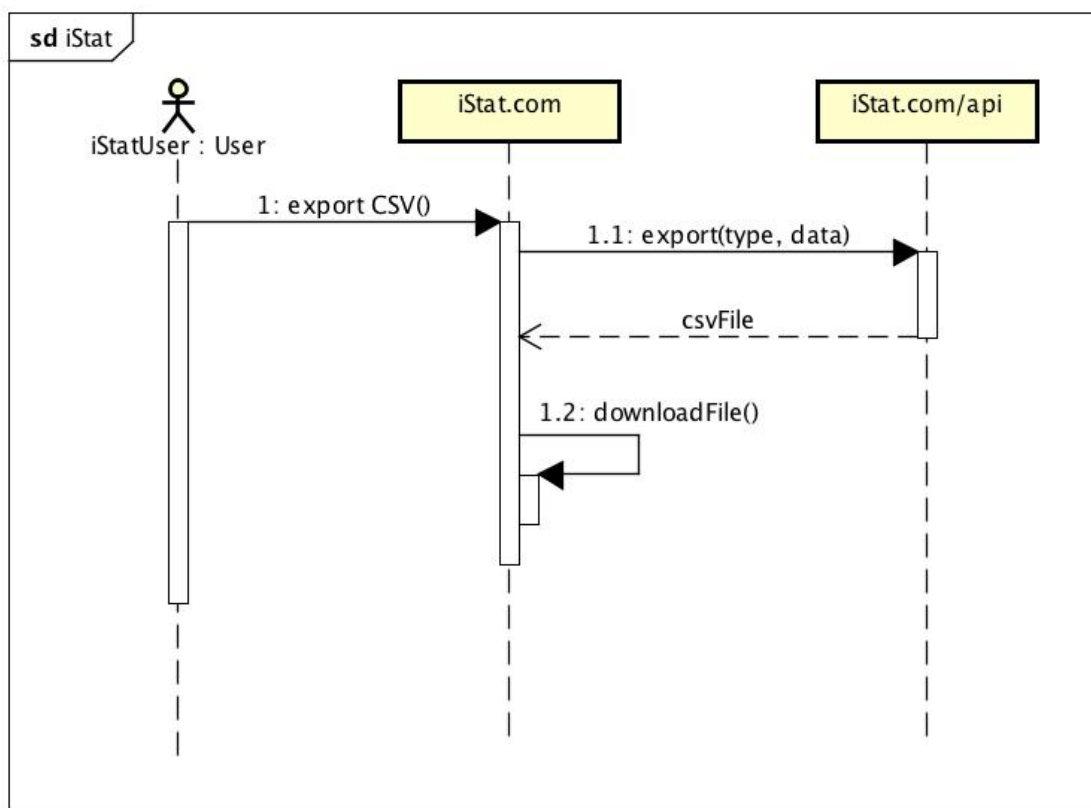 sd iStat
iStat.com
iStat.com/api
iStatUser : User
1: export CSV()
1.1: export(type, data)
csvFile
1.2: downloadFile()